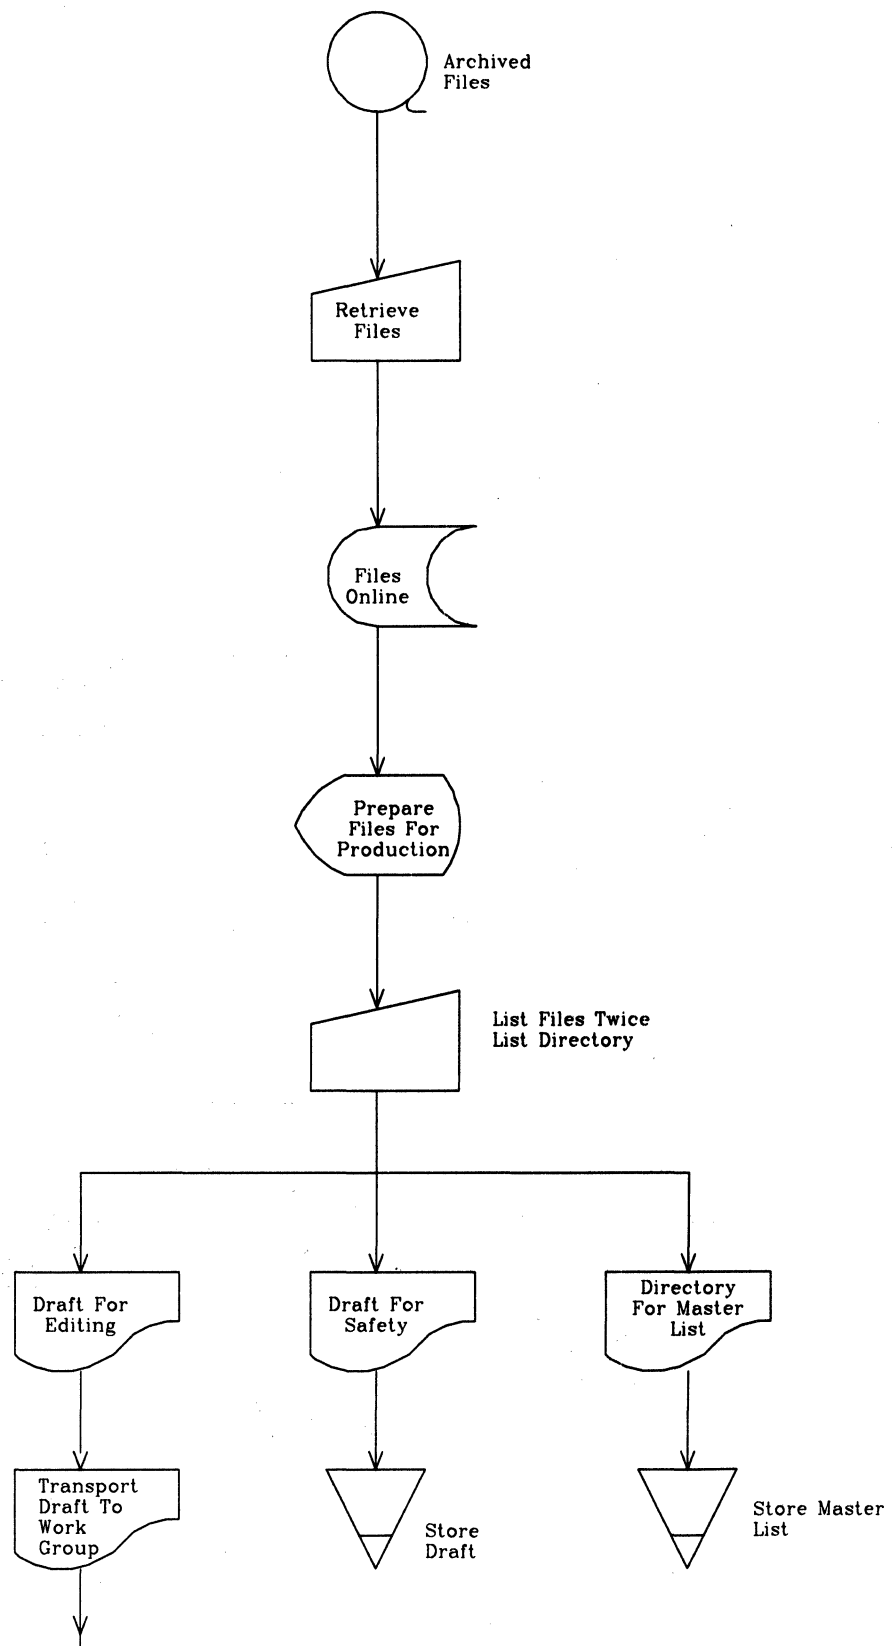 Archived
Files
Retrieve
Files
Files
Online
Prepare
Files For
Production
List Files Twice
List Directory
Draft For
Editing
Draft For
Safety
Directory
For Master
List
Transport
Draft To
Work
Group
Store
Draft
Store Master
List